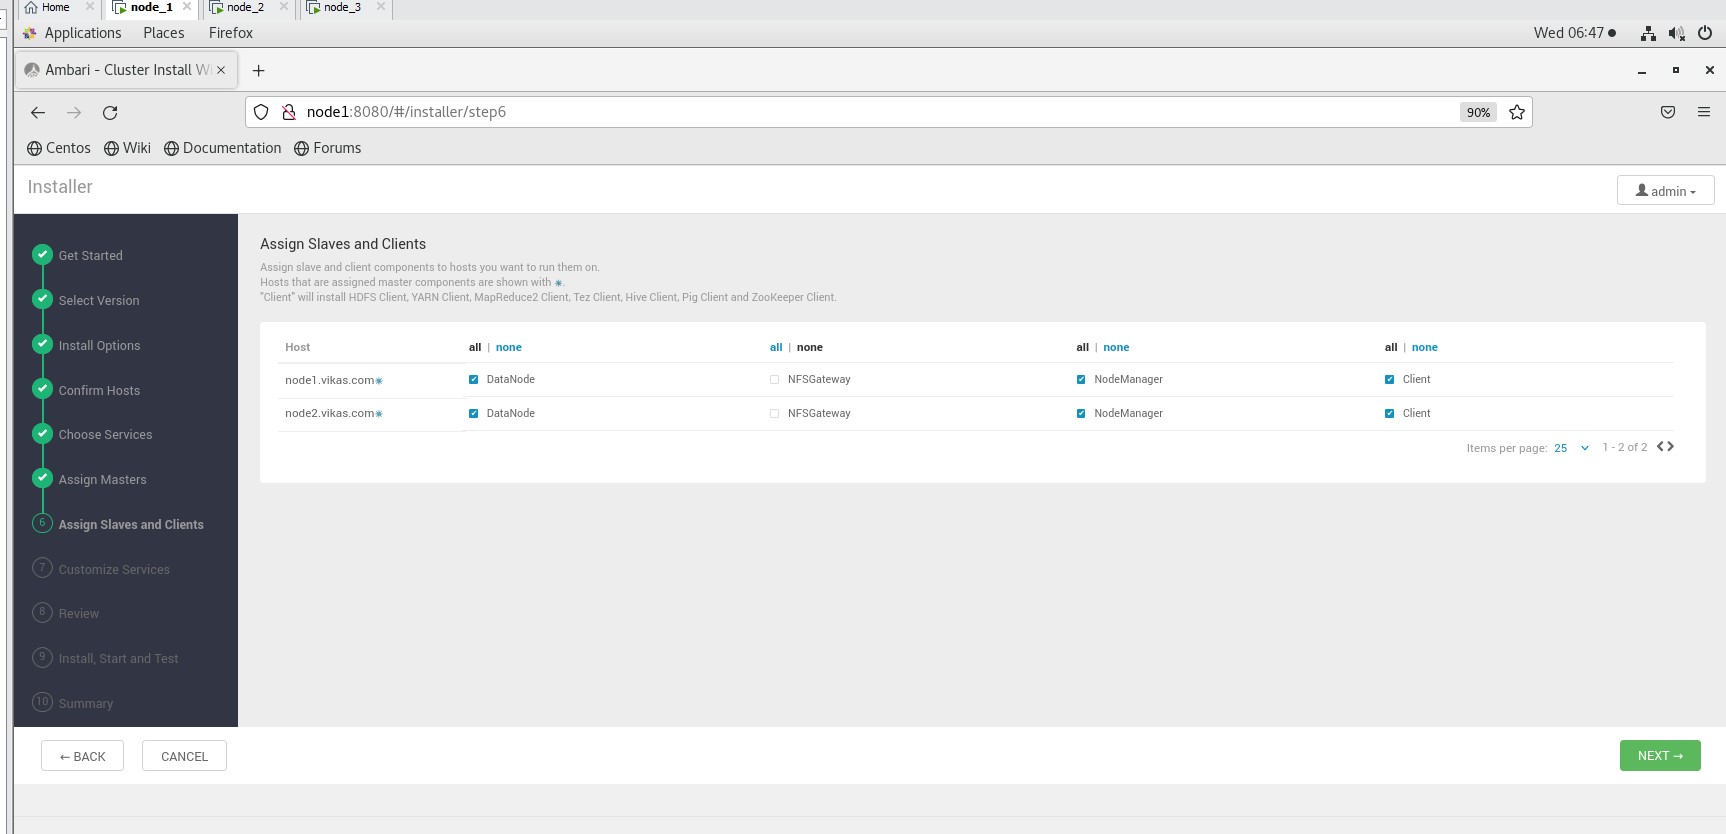 Home node_1 node_2 node_3
Applications Places Firefox Wed 06:47
Ambari - Cluster Install Wi
node1:8080/#/installer/step6 90%
Centos Wiki Documentation Forums
Installer admin
Get Started
Select Version
Install Options
Confirm Hosts
Choose Services
Assign Masters
6 Assign Slaves and Clients
7 Customize Services
8 Review
9 Install, Start and Test
10 Summary
Assign Slaves and Clients
Assign slave and client components to hosts you want to run them on.
Hosts that are assigned master components are shown with ✷.
"Client" will install HDFS Client, YARN Client, MapReduce2 Client, Tez Client, Hive Client, Pig Client and ZooKeeper Client.
Host all | none all | none all | none all | none
node1.vikas.com✷ DataNode NFSGateway NodeManager Client
node2.vikas.com✷ DataNode NFSGateway NodeManager Client
Items per page: 25 1 - 2 of 2
← BACK CANCEL NEXT →